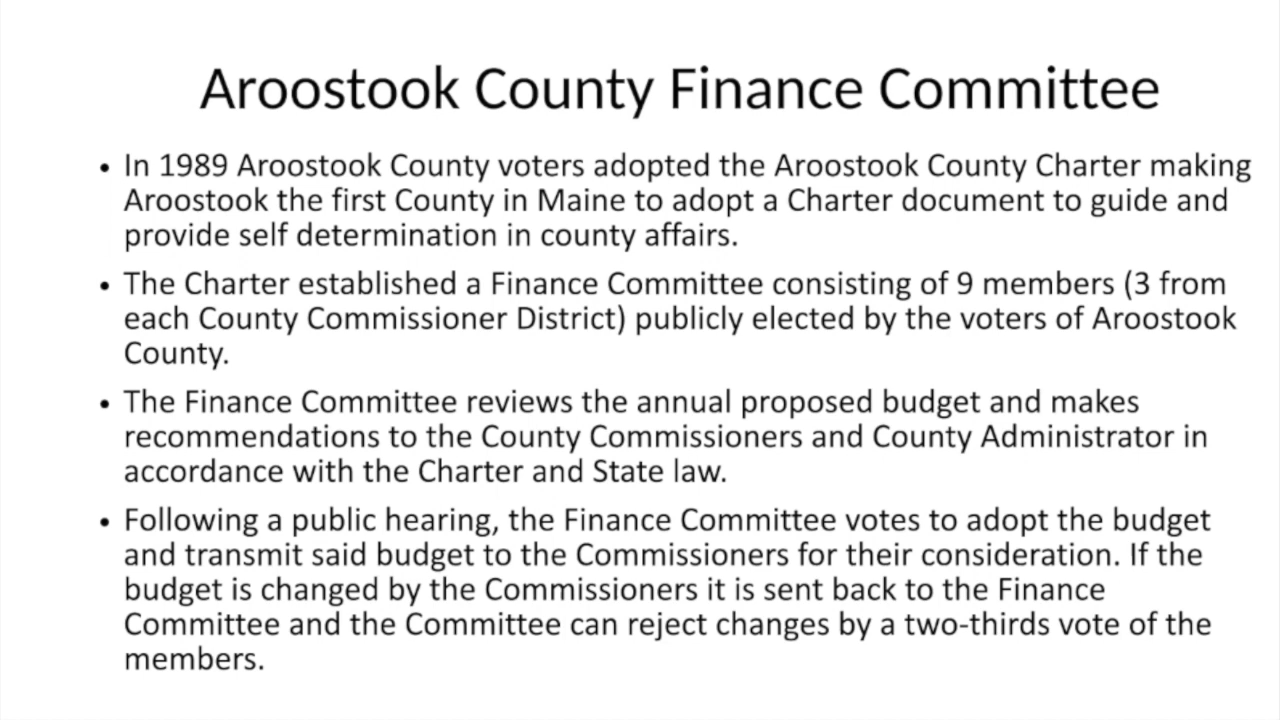 Aroostook County Finance Committee
• In 1989 Aroostook County voters adopted the Aroostook County Charter making
Aroostook the first County in Maine to adopt a Charter document to guide and
provide self determination in county affairs.
• The Charter established a Finance Committee consisting of 9 members (3 from
each County Commissioner District) publicly elected by the voters of Aroostook
County.
• The Finance Committee reviews the annual proposed budget and makes
recommendations to the County Commissioners and County Administrator in
accordance with the Charter and State law.
• Following a public hearing, the Finance Committee votes to adopt the budget
and transmit said budget to the Commissioners for their consideration. If the
budget is changed by the Commissioners it is sent back to the Finance
Committee and the Committee can reject changes by a two-thirds vote of the
members.